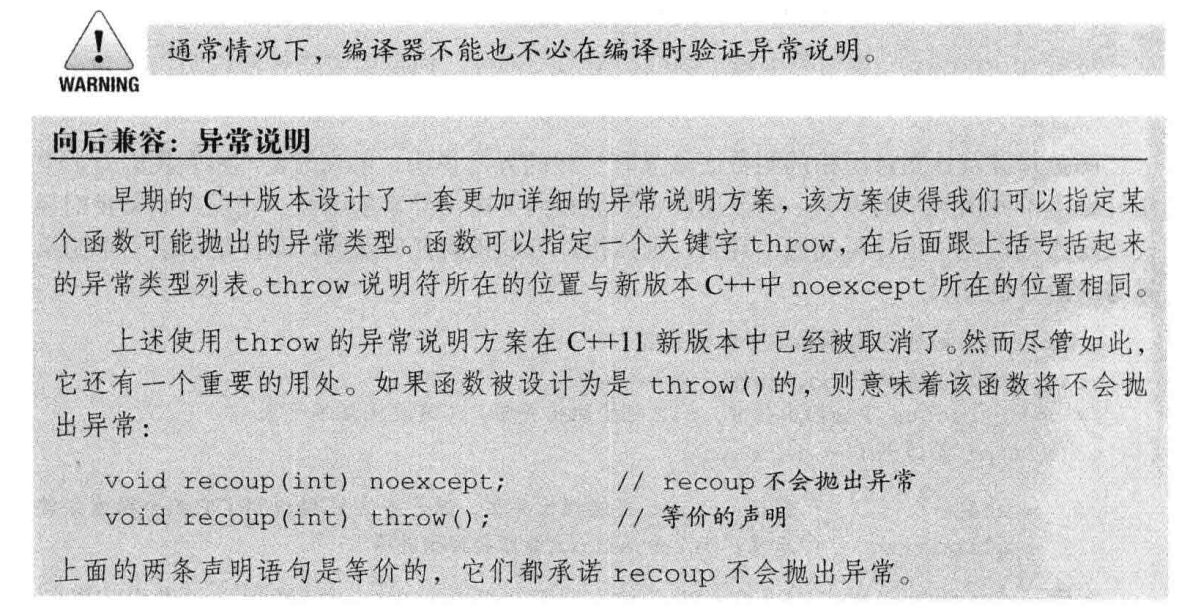 通常情况下，编译器不能也不必在编译时验证异常说明。
WARNING
向后兼容：异常说明
早期的 C++版本设计了一套更加详细的异常说明方案，该方案使得我们可以指定某
个函数可能抛出的异常类型。函数可以指定一个关键字 throw，在后面跟上括号括起来
的异常类型列表。throw 说明符所在的位置与新版本 C++中 noexcept 所在的位置相同。
上述使用 throw 的异常说明方案在 C++11 新版本中已经被取消了。然而尽管如此，
它还有一个重要的用处。如果函数被设计为是 throw()的，则意味着该函数将不会抛
出异常：
void recoup(int) noexcept; // recoup 不会抛出异常
void recoup(int) throw(); // 等价的声明
上面的两条声明语句是等价的，它们都承诺 recoup 不会抛出异常。